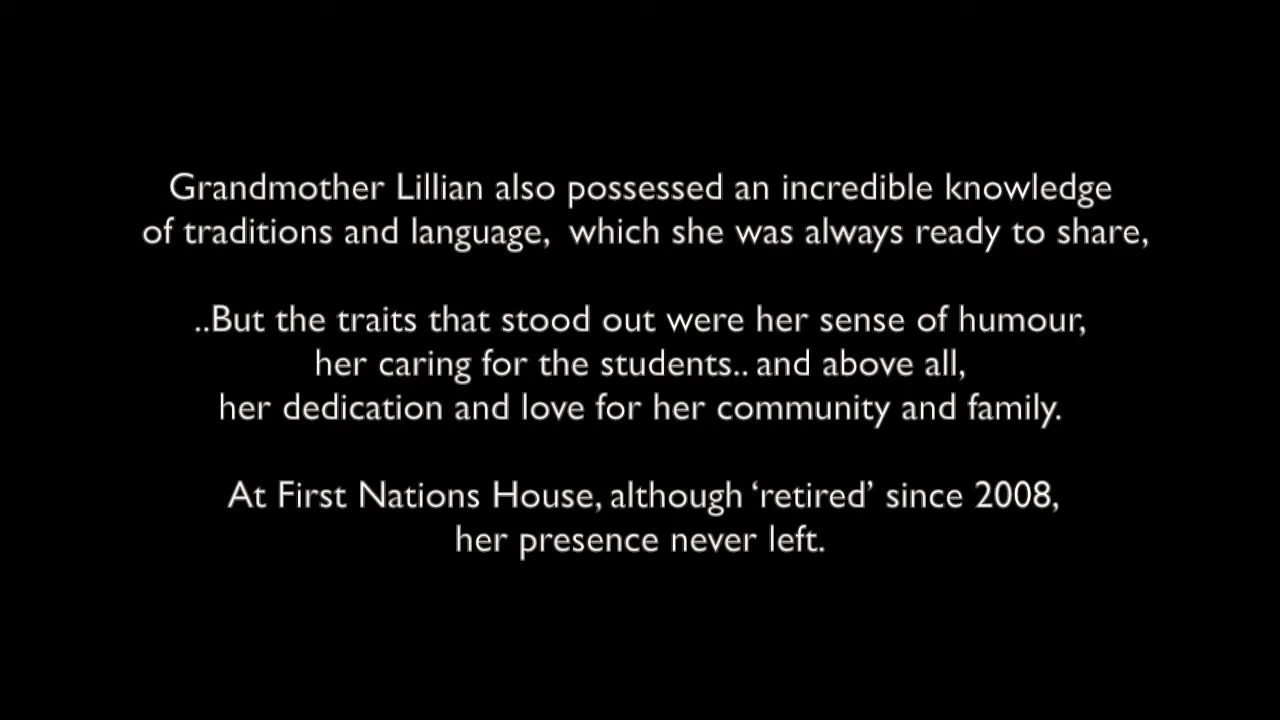 Grandmother Lillian also possessed an incredible knowledge
of traditions and language,  which she was always ready to share,
..But the traits that stood out were her sense of humour,
her caring for the students.. and above all,
her dedication and love for her community and family.
At First Nations House, although ‘retired’ since 2008,
her presence never left.